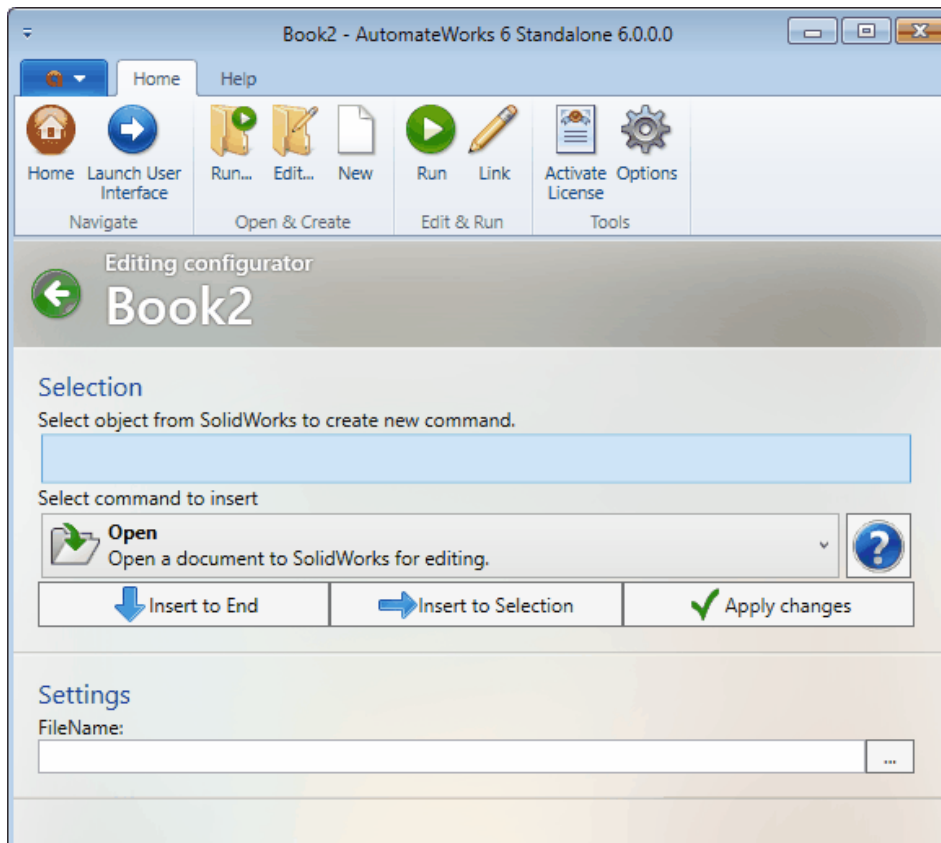 Book2 - AutomateWorks 6 Standalone 6.0.0.0
Home Help
Home Launch User Interface Run... Edit... New Run Link Activate License Options
Navigate Open & Create Edit & Run Tools
Editing configurator
Book2
Selection
Select object from SolidWorks to create new command.
Select command to insert
Open
Open a document to SolidWorks for editing.
Insert to End Insert to Selection Apply changes
Settings
FileName:
...